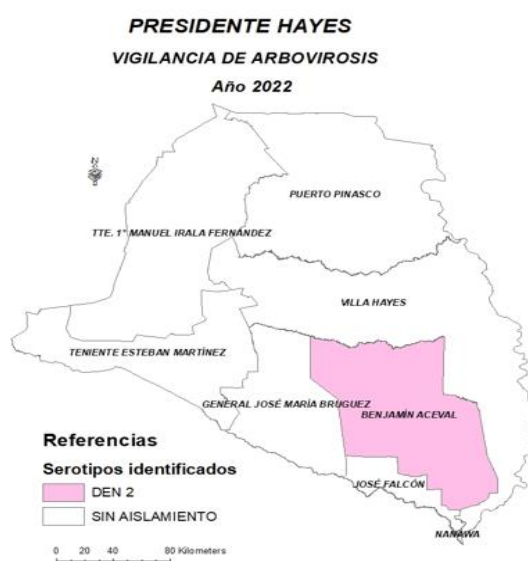 PRESIDENTE HAYES
VIGILANCIA DE ARBOVIROSIS
Año 2022
PUERTO PINASCO
TTE. 1° MANUEL IRALA FERNÁNDEZ
VILLA HAYES
TENIENTE ESTEBAN MARTÍNEZ
GENERAL JOSÉ MARÍA BRUGUEZ
BENJAMÍN ACEVAL
JOSÉ FALCÓN
NANAWA
Referencias
Serotipos identificados
DEN 2
SIN AISLAMIENTO
0 20 40 80 Kilometers